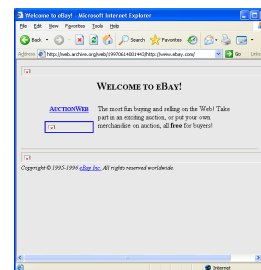 Welcome to eBay! - Microsoft Internet Explorer
File Edit View Favorites Tools Help
Back Search Favorites
Address http://web.archive.org/web/19970614001443/http://www.ebay.com/ Go Links
WELCOME TO EBAY!
AUCTIONWEB The most fun buying and selling on the Web! Take
part in an exciting auction, or put your own
merchandise on auction, all free for buyers!
Copyright © 1995-1996 eBay Inc. All rights reserved worldwide.
Internet